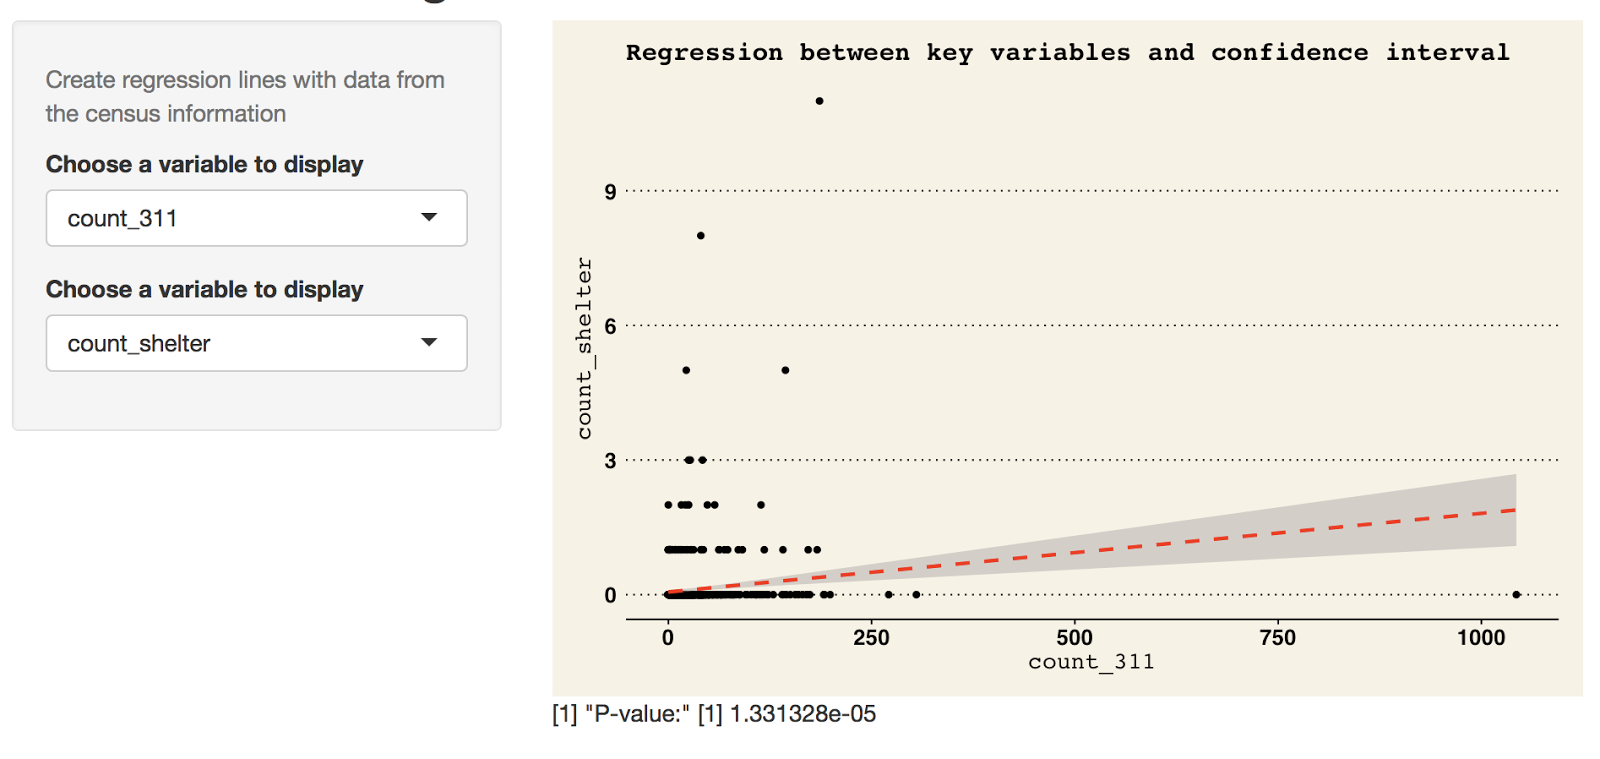 Create regression lines with data from
the census information
Choose a variable to display
count_311
Choose a variable to display
count_shelter
Regression between key variables and confidence interval
9
6
3
0
count_shelter
0 250 500 750 1000
count_311
[1] "P-value:" [1] 1.331328e-05